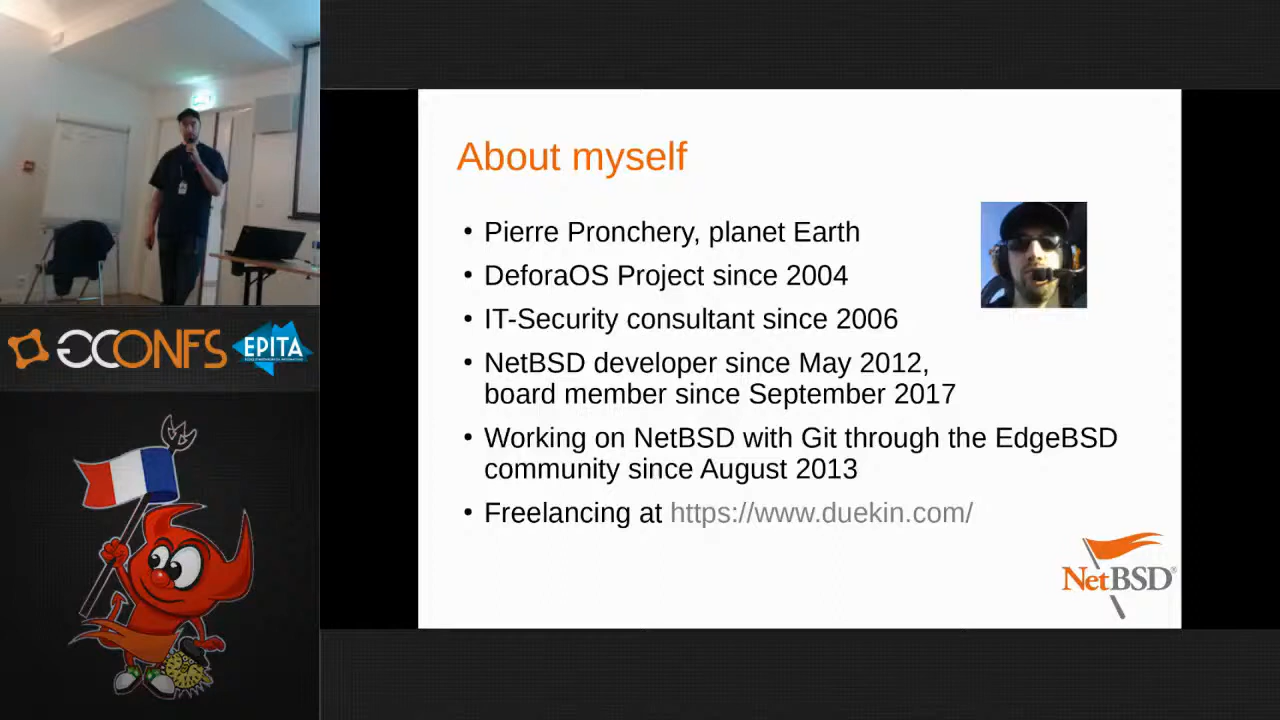 GCONFS
EPITA
About myself
• Pierre Pronchery, planet Earth
• DeforaOS Project since 2004
• IT-Security consultant since 2006
• NetBSD developer since May 2012,
board member since September 2017
• Working on NetBSD with Git through the EdgeBSD
community since August 2013
• Freelancing at https://www.duekin.com/
NetBSD®